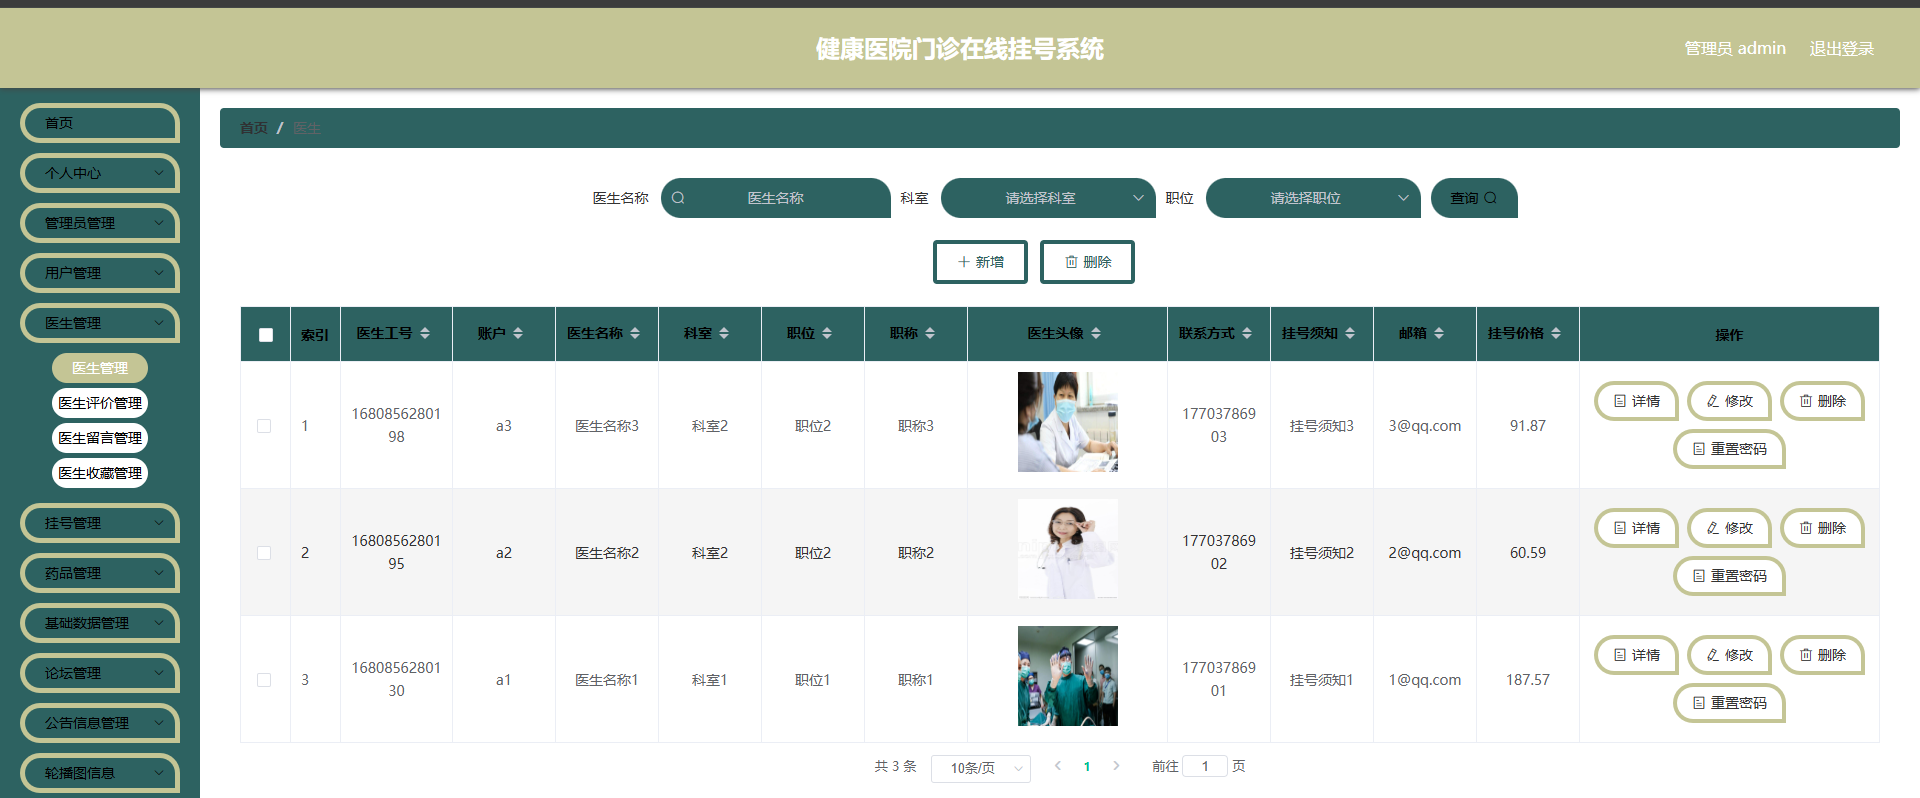 健康医院门诊在线挂号系统
管理员 admin 退出登录
首页
个人中心
管理员管理
用户管理
医生管理
医生管理
医生评价管理
医生留言管理
医生收藏管理
挂号管理
药品管理
基础数据管理
论坛管理
公告信息管理
轮播图信息
首页 / 医生
医生名称 医生名称 科室 请选择科室 职位 请选择职位 查询
新增 删除
索引 医生工号 账户 医生名称 科室 职位 职称 医生头像 联系方式 挂号须知 邮箱 挂号价格 操作
1 16808562801 98 a3 医生名称3 科室2 职位2 职称3 177037869 03 挂号须知3 3@qq.com 91.87 详情 修改 删除
重置密码
2 16808562801 95 a2 医生名称2 科室2 职位2 职称2 177037869 02 挂号须知2 2@qq.com 60.59 详情 修改 删除
重置密码
3 16808562801 30 a1 医生名称1 科室1 职位1 职称1 177037869 01 挂号须知1 1@qq.com 187.57 详情 修改 删除
重置密码
共 3 条 10条/页 1 前往 1 页